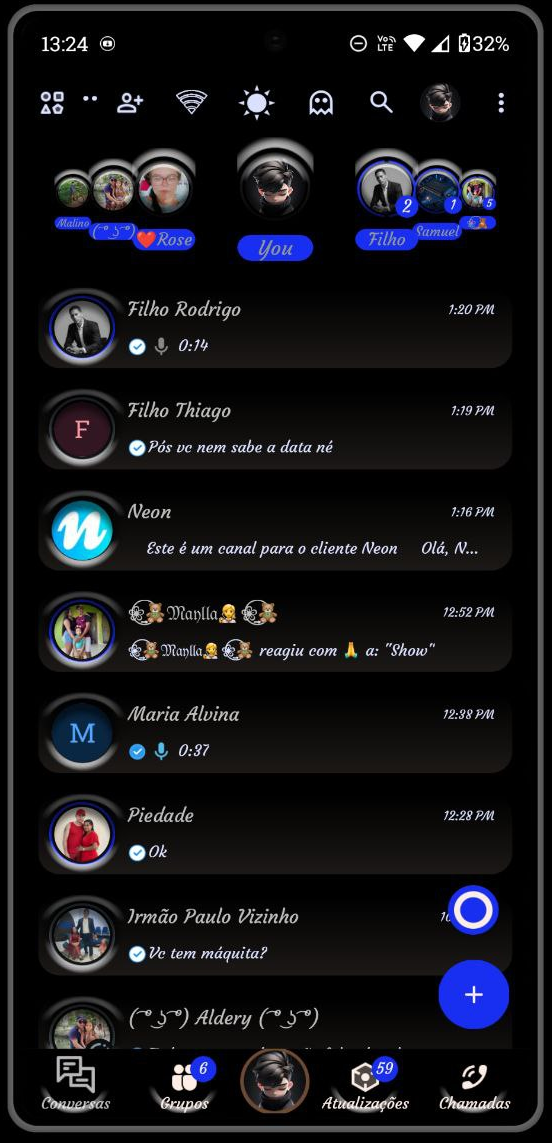 13:24 Vo LTE 32%
Malino ( ͡° ͜ʖ ͡°) ❤️Rose You Filho 2 Samuel 1 5
Filho Rodrigo 1:20 PM
0:14
F Filho Thiago 1:19 PM
Pós vc nem sabe a data né
n Neon 1:16 PM
Este é um canal para o cliente Neon Olá, N...
🧸𝔐𝔞𝔶𝔩𝔩𝔞👩‍❤️🧸 12:52 PM
🧸𝔐𝔞𝔶𝔩𝔩𝔞🧸 reagiu com 🙏 a: "Show"
M Maria Alvina 12:38 PM
0:37
Piedade 12:28 PM
Ok
Irmão Paulo Vizinho
Vc tem máquita?
( ͡° ͜ʖ ͡°) Aldery ( ͡° ͜ʖ ͡°)
6 59
Conversas Grupos Atualizações Chamadas